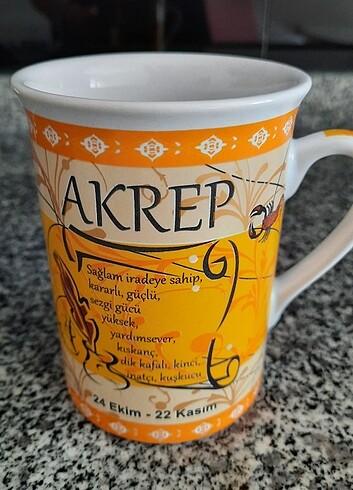 AKREP
Sağlam iradeye sahip,
kararlı, güçlü,
sezgi gücü
yüksek,
yardımsever,
kıskanç,
dik kafalı, kinci,
inatçı, kuşkucu
24 Ekim - 22 Kasım